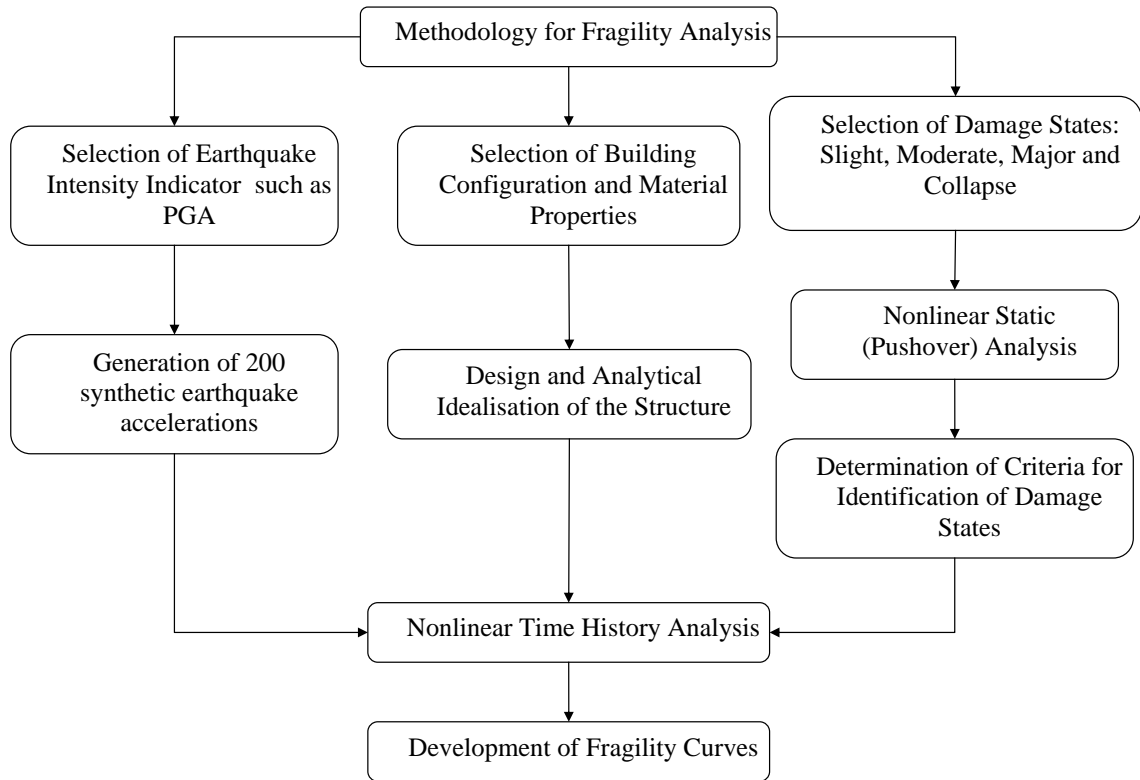 Methodology for Fragility Analysis
Selection of Earthquake
Intensity Indicator such as
PGA
Selection of Building
Configuration and Material
Properties
Selection of Damage States:
Slight, Moderate, Major and
Collapse
Generation of 200
synthetic earthquake
accelerations
Design and Analytical
Idealisation of the Structure
Nonlinear Static
(Pushover) Analysis
Determination of Criteria for
Identification of Damage
States
Nonlinear Time History Analysis
Development of Fragility Curves